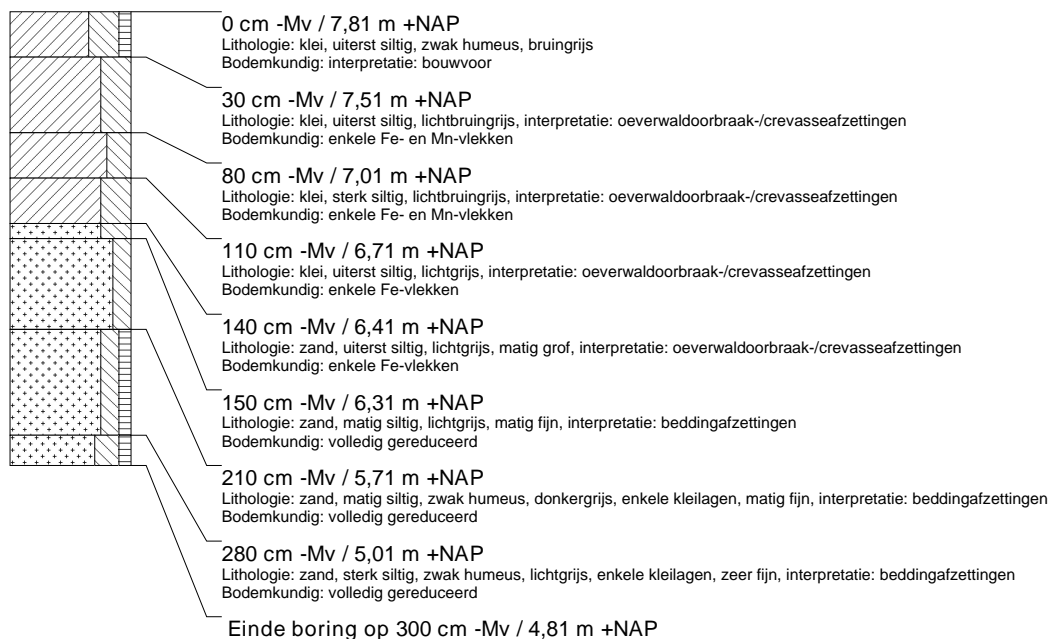 0 cm -Mv / 7,81 m +NAP
Lithologie: klei, uiterst siltig, zwak humeus, bruingrijs
Bodemkundig: interpretatie: bouwvoor
30 cm -Mv / 7,51 m +NAP
Lithologie: klei, uiterst siltig, lichtbruingrijs, interpretatie: oeverwaldoorbraak-/crevasseafzettingen
Bodemkundig: enkele Fe- en Mn-vlekken
80 cm -Mv / 7,01 m +NAP
Lithologie: klei, sterk siltig, lichtbruingrijs, interpretatie: oeverwaldoorbraak-/crevasseafzettingen
Bodemkundig: enkele Fe- en Mn-vlekken
110 cm -Mv / 6,71 m +NAP
Lithologie: klei, uiterst siltig, lichtgrijs, interpretatie: oeverwaldoorbraak-/crevasseafzettingen
Bodemkundig: enkele Fe-vlekken
140 cm -Mv / 6,41 m +NAP
Lithologie: zand, uiterst siltig, lichtgrijs, matig grof, interpretatie: oeverwaldoorbraak-/crevasseafzettingen
Bodemkundig: enkele Fe-vlekken
150 cm -Mv / 6,31 m +NAP
Lithologie: zand, matig siltig, lichtgrijs, matig fijn, interpretatie: beddingafzettingen
Bodemkundig: volledig gereduceerd
210 cm -Mv / 5,71 m +NAP
Lithologie: zand, matig siltig, zwak humeus, donkergrijs, enkele kleilagen, matig fijn, interpretatie: beddingafzettingen
Bodemkundig: volledig gereduceerd
280 cm -Mv / 5,01 m +NAP
Lithologie: zand, sterk siltig, zwak humeus, lichtgrijs, enkele kleilagen, zeer fijn, interpretatie: beddingafzettingen
Bodemkundig: volledig gereduceerd
Einde boring op 300 cm -Mv / 4,81 m +NAP